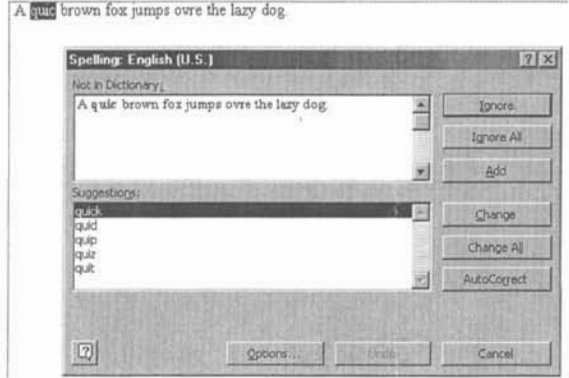 A quic brown fox jumps ovre the lazy dog.
Spelling: English (U.S.)
Not in Dictionary:
A quic brown fox jumps ovre the lazy dog.
Ignore
Ignore All
Add
Suggestions:
quick
quid
quip
quiz
quit
Change
Change All
AutoCorrect
Options...
Undo
Cancel